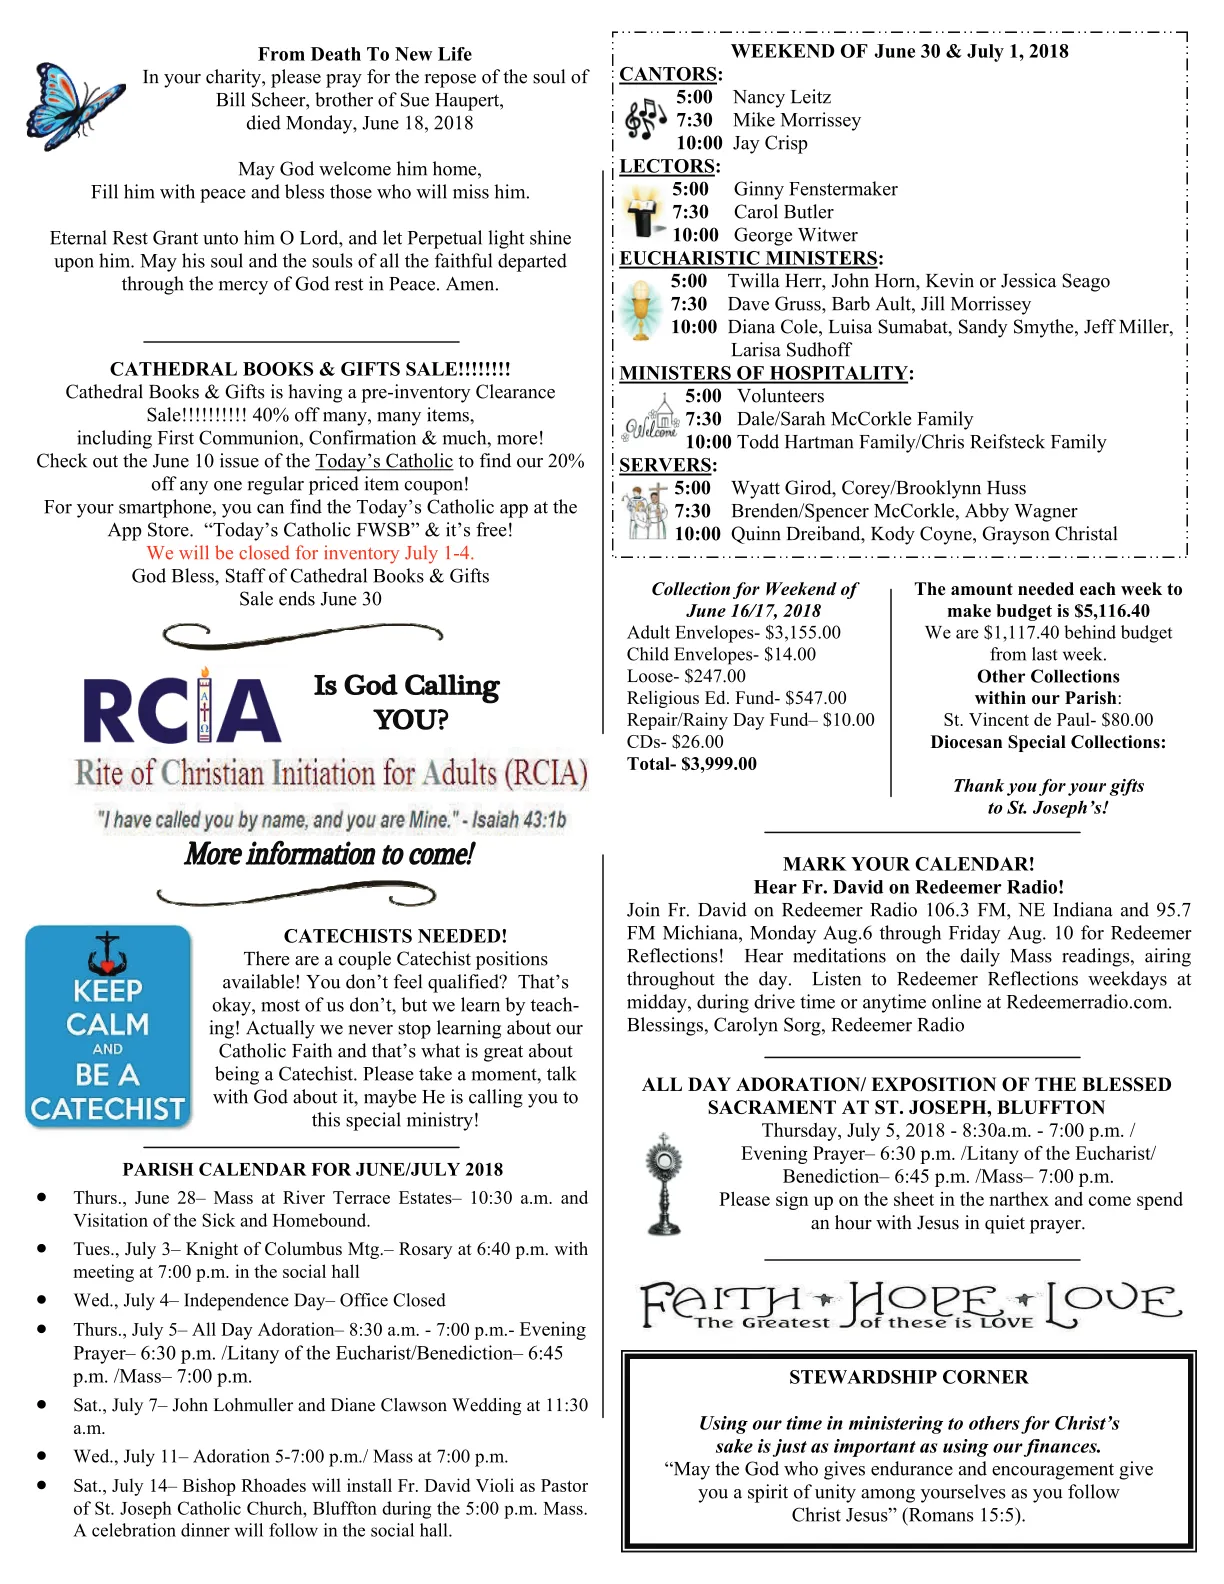 From Death To New Life
In your charity, please pray for the repose of the soul of
Bill Scheer, brother of Sue Haupert,
died Monday, June 18, 2018
May God welcome him home,
Fill him with peace and bless those who will miss him.
Eternal Rest Grant unto him O Lord, and let Perpetual light shine
upon him. May his soul and the souls of all the faithful departed
through the mercy of God rest in Peace. Amen.
CATHEDRAL BOOKS & GIFTS SALE!!!!!!!!
Cathedral Books & Gifts is having a pre-inventory Clearance
Sale!!!!!!!!!! 40% off many, many items,
including First Communion, Confirmation & much, more!
Check out the June 10 issue of the Today’s Catholic to find our 20%
off any one regular priced item coupon!
For your smartphone, you can find the Today’s Catholic app at the
App Store. “Today’s Catholic FWSB” & it’s free!
We will be closed for inventory July 1-4.
God Bless, Staff of Cathedral Books & Gifts
Sale ends June 30
RCIA
Is God Calling
YOU?
Rite of Christian Initiation for Adults (RCIA)
"I have called you by name, and you are Mine." - Isaiah 43:1b
More information to come!
KEEP
CALM
AND
BE A
CATECHIST
CATECHISTS NEEDED!
There are a couple Catechist positions
available! You don’t feel qualified? That’s
okay, most of us don’t, but we learn by teach-
ing! Actually we never stop learning about our
Catholic Faith and that’s what is great about
being a Catechist. Please take a moment, talk
with God about it, maybe He is calling you to
this special ministry!
PARISH CALENDAR FOR JUNE/JULY 2018
• Thurs., June 28– Mass at River Terrace Estates– 10:30 a.m. and
Visitation of the Sick and Homebound.
• Tues., July 3– Knight of Columbus Mtg.– Rosary at 6:40 p.m. with
meeting at 7:00 p.m. in the social hall
• Wed., July 4– Independence Day– Office Closed
• Thurs., July 5– All Day Adoration– 8:30 a.m. - 7:00 p.m.- Evening
Prayer– 6:30 p.m. /Litany of the Eucharist/Benediction– 6:45
p.m. /Mass– 7:00 p.m.
• Sat., July 7– John Lohmuller and Diane Clawson Wedding at 11:30
a.m.
• Wed., July 11– Adoration 5-7:00 p.m./ Mass at 7:00 p.m.
• Sat., July 14– Bishop Rhoades will install Fr. David Violi as Pastor
of St. Joseph Catholic Church, Bluffton during the 5:00 p.m. Mass.
A celebration dinner will follow in the social hall.
WEEKEND OF June 30 & July 1, 2018
CANTORS:
5:00 Nancy Leitz
7:30 Mike Morrissey
10:00 Jay Crisp
LECTORS:
5:00 Ginny Fenstermaker
7:30 Carol Butler
10:00 George Witwer
EUCHARISTIC MINISTERS:
5:00 Twilla Herr, John Horn, Kevin or Jessica Seago
7:30 Dave Gruss, Barb Ault, Jill Morrissey
10:00 Diana Cole, Luisa Sumabat, Sandy Smythe, Jeff Miller,
Larisa Sudhoff
MINISTERS OF HOSPITALITY:
Welcome
5:00 Volunteers
7:30 Dale/Sarah McCorkle Family
10:00 Todd Hartman Family/Chris Reifsteck Family
SERVERS:
5:00 Wyatt Girod, Corey/Brooklynn Huss
7:30 Brenden/Spencer McCorkle, Abby Wagner
10:00 Quinn Dreiband, Kody Coyne, Grayson Christal
Collection for Weekend of
June 16/17, 2018
Adult Envelopes- $3,155.00
Child Envelopes- $14.00
Loose- $247.00
Religious Ed. Fund- $547.00
Repair/Rainy Day Fund– $10.00
CDs- $26.00
Total- $3,999.00
The amount needed each week to
make budget is $5,116.40
We are $1,117.40 behind budget
from last week.
Other Collections
within our Parish:
St. Vincent de Paul- $80.00
Diocesan Special Collections:
Thank you for your gifts
to St. Joseph’s!
MARK YOUR CALENDAR!
Hear Fr. David on Redeemer Radio!
Join Fr. David on Redeemer Radio 106.3 FM, NE Indiana and 95.7
FM Michiana, Monday Aug.6 through Friday Aug. 10 for Redeemer
Reflections! Hear meditations on the daily Mass readings, airing
throughout the day. Listen to Redeemer Reflections weekdays at
midday, during drive time or anytime online at Redeemerradio.com.
Blessings, Carolyn Sorg, Redeemer Radio
ALL DAY ADORATION/ EXPOSITION OF THE BLESSED
SACRAMENT AT ST. JOSEPH, BLUFFTON
Thursday, July 5, 2018 - 8:30a.m. - 7:00 p.m. /
Evening Prayer– 6:30 p.m. /Litany of the Eucharist/
Benediction– 6:45 p.m. /Mass– 7:00 p.m.
Please sign up on the sheet in the narthex and come spend
an hour with Jesus in quiet prayer.
FAITH HOPE LOVE
The Greatest of these is LOVE
STEWARDSHIP CORNER
Using our time in ministering to others for Christ’s
sake is just as important as using our finances.
“May the God who gives endurance and encouragement give
you a spirit of unity among yourselves as you follow
Christ Jesus” (Romans 15:5).